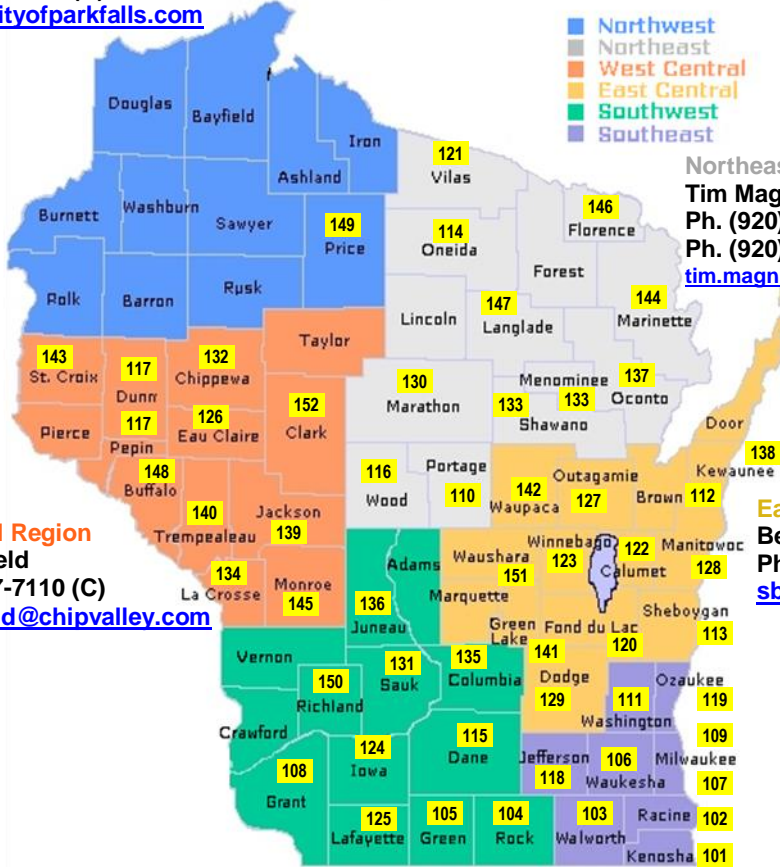 ityofparkfalls.com
Northwest
Northeast
West Central
East Central
Southwest
Southeast
Northeas
Tim Mag
Ph. (920)
Ph. (920)
tim.magn
Douglas
Bayfield
Iron
Ashland
121
Vilas
Burnett
Washburn
Sawyer
149
Price
114
Oneida
146
Florence
Forest
Polk
Barron
Rusk
Lincoln
147
Langlade
144
Marinette
143
St. Croix
117
Dunn
132
Chippewa
Taylor
130
Marathon
Menominee
137
Oconto
133
133
Shawano
Pierce
117
Pepin
126
Eau Claire
152
Clark
Door
138
Kewaunee
148
Buffalo
116
Wood
Portage
110
142
Waupaca
Outagamie
127
Brown
112
l Region
eld
7-7110 (C)
d@chipvalley.com
140
Trempealeau
Jackson
139
Ea
Be
Ph
sb
134
La Crosse
Monroe
145
Adams
136
Juneau
Waushara
151
Marquette
Winnebago
123
122
Calumet
Manitowoc
128
Green
Lake
Fond du Lac
120
Sheboygan
113
Vernon
150
Richland
131
Sauk
135
Columbia
141
Dodge
129
111
Washington
Ozaukee
119
Crawford
124
Iowa
115
Dane
Jefferson
118
106
Waukesha
109
Milwaukee
107
108
Grant
125
Lafayette
105
Green
104
Rock
103
Walworth
Racine
102
Kenosha
101